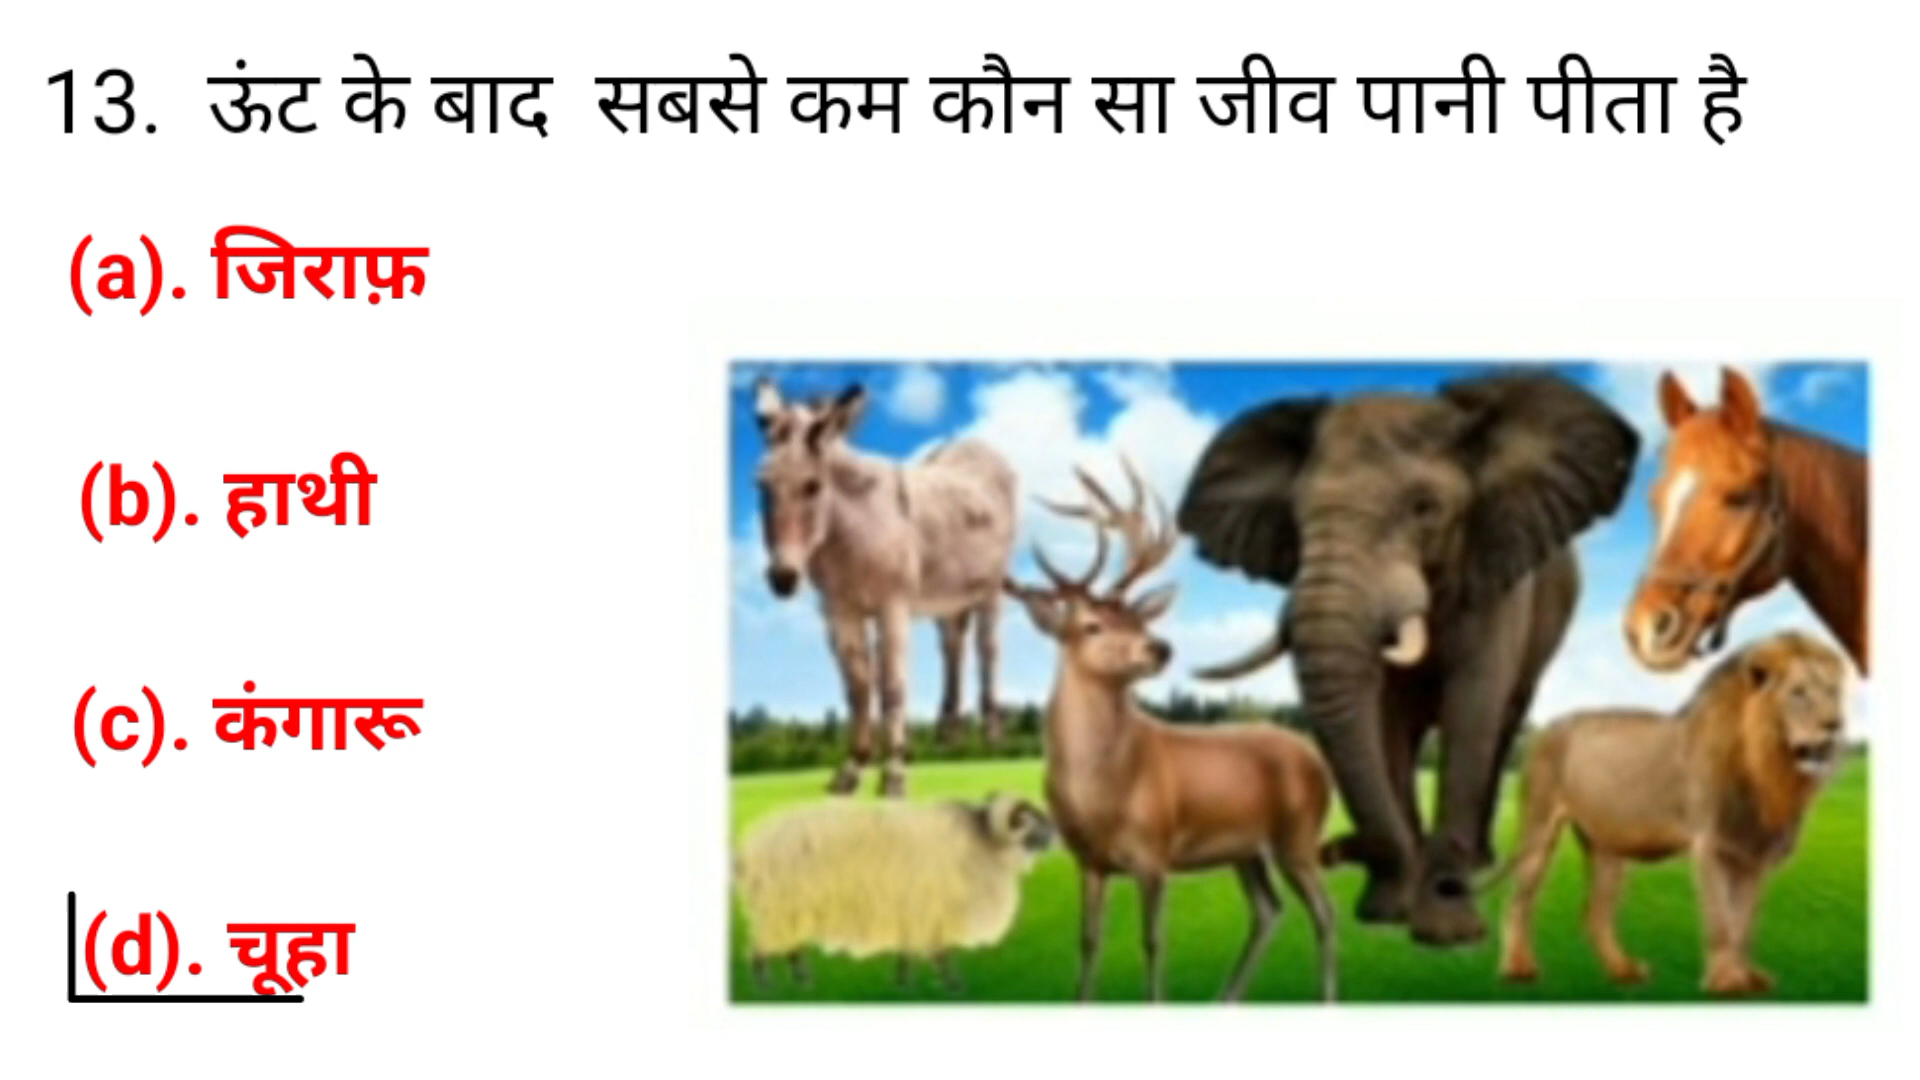 13. ऊंट के बाद सबसे कम कौन सा जीव पानी पीता है
(a). जिराफ़
(b). हाथी
(c). कंगारू
(d). चूहा